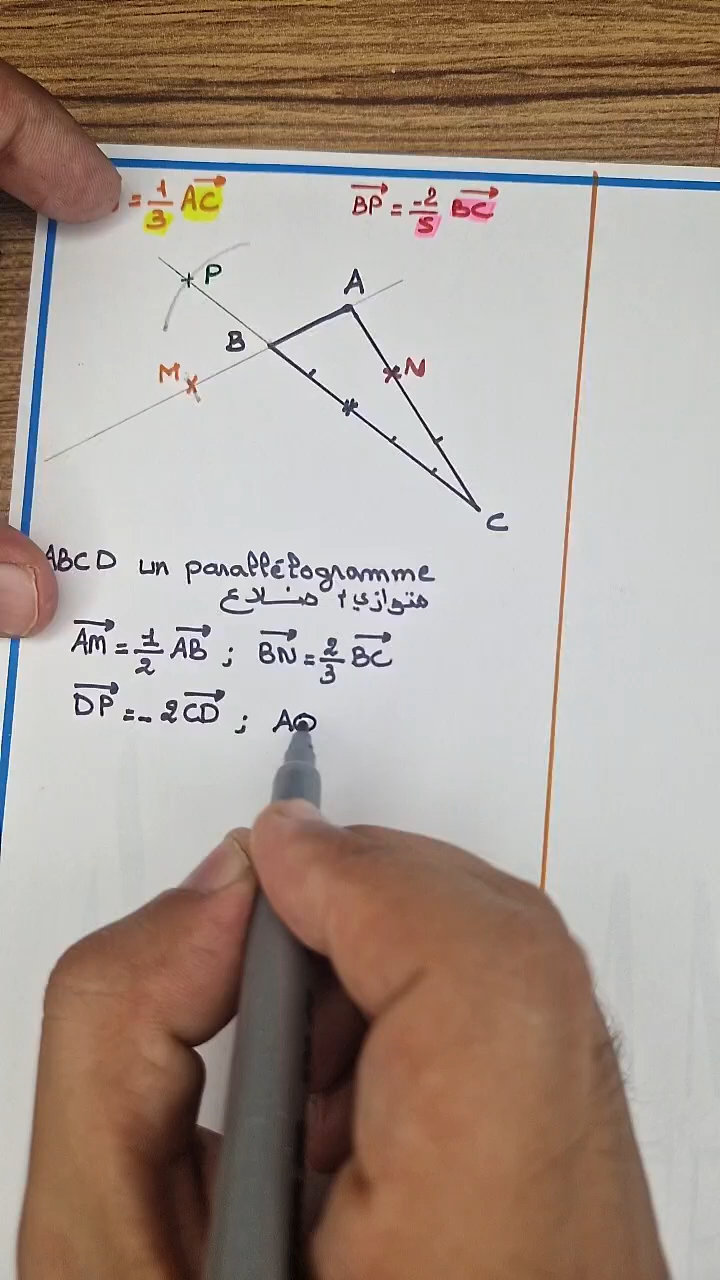 = 1/3 AC BP = -2/5 BC
P
A
B
M
N
C
ABCD un parallélogramme
متوازي أضلاع
AM = 1/2 AB ; BN = 2/3 BC
DP = - 2CD ; A